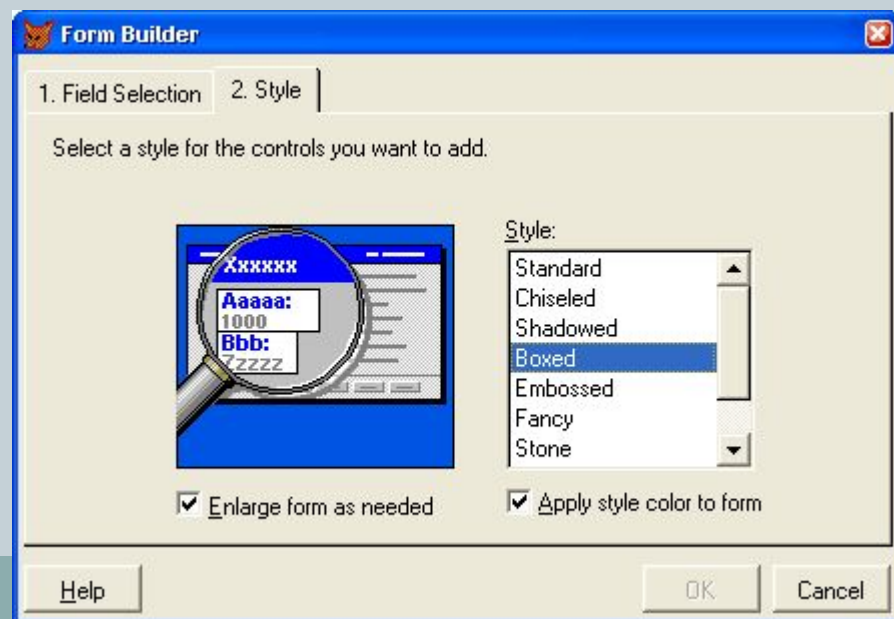 Form Builder
1. Field Selection
2. Style
Select a style for the controls you want to add.
Xxxxxx
Aaaaa:
1000
Bbb:
Zzzzz
Style:
Standard
Chiseled
Shadowed
Boxed
Embossed
Fancy
Stone
Enlarge form as needed
Apply style color to form
Help
OK
Cancel